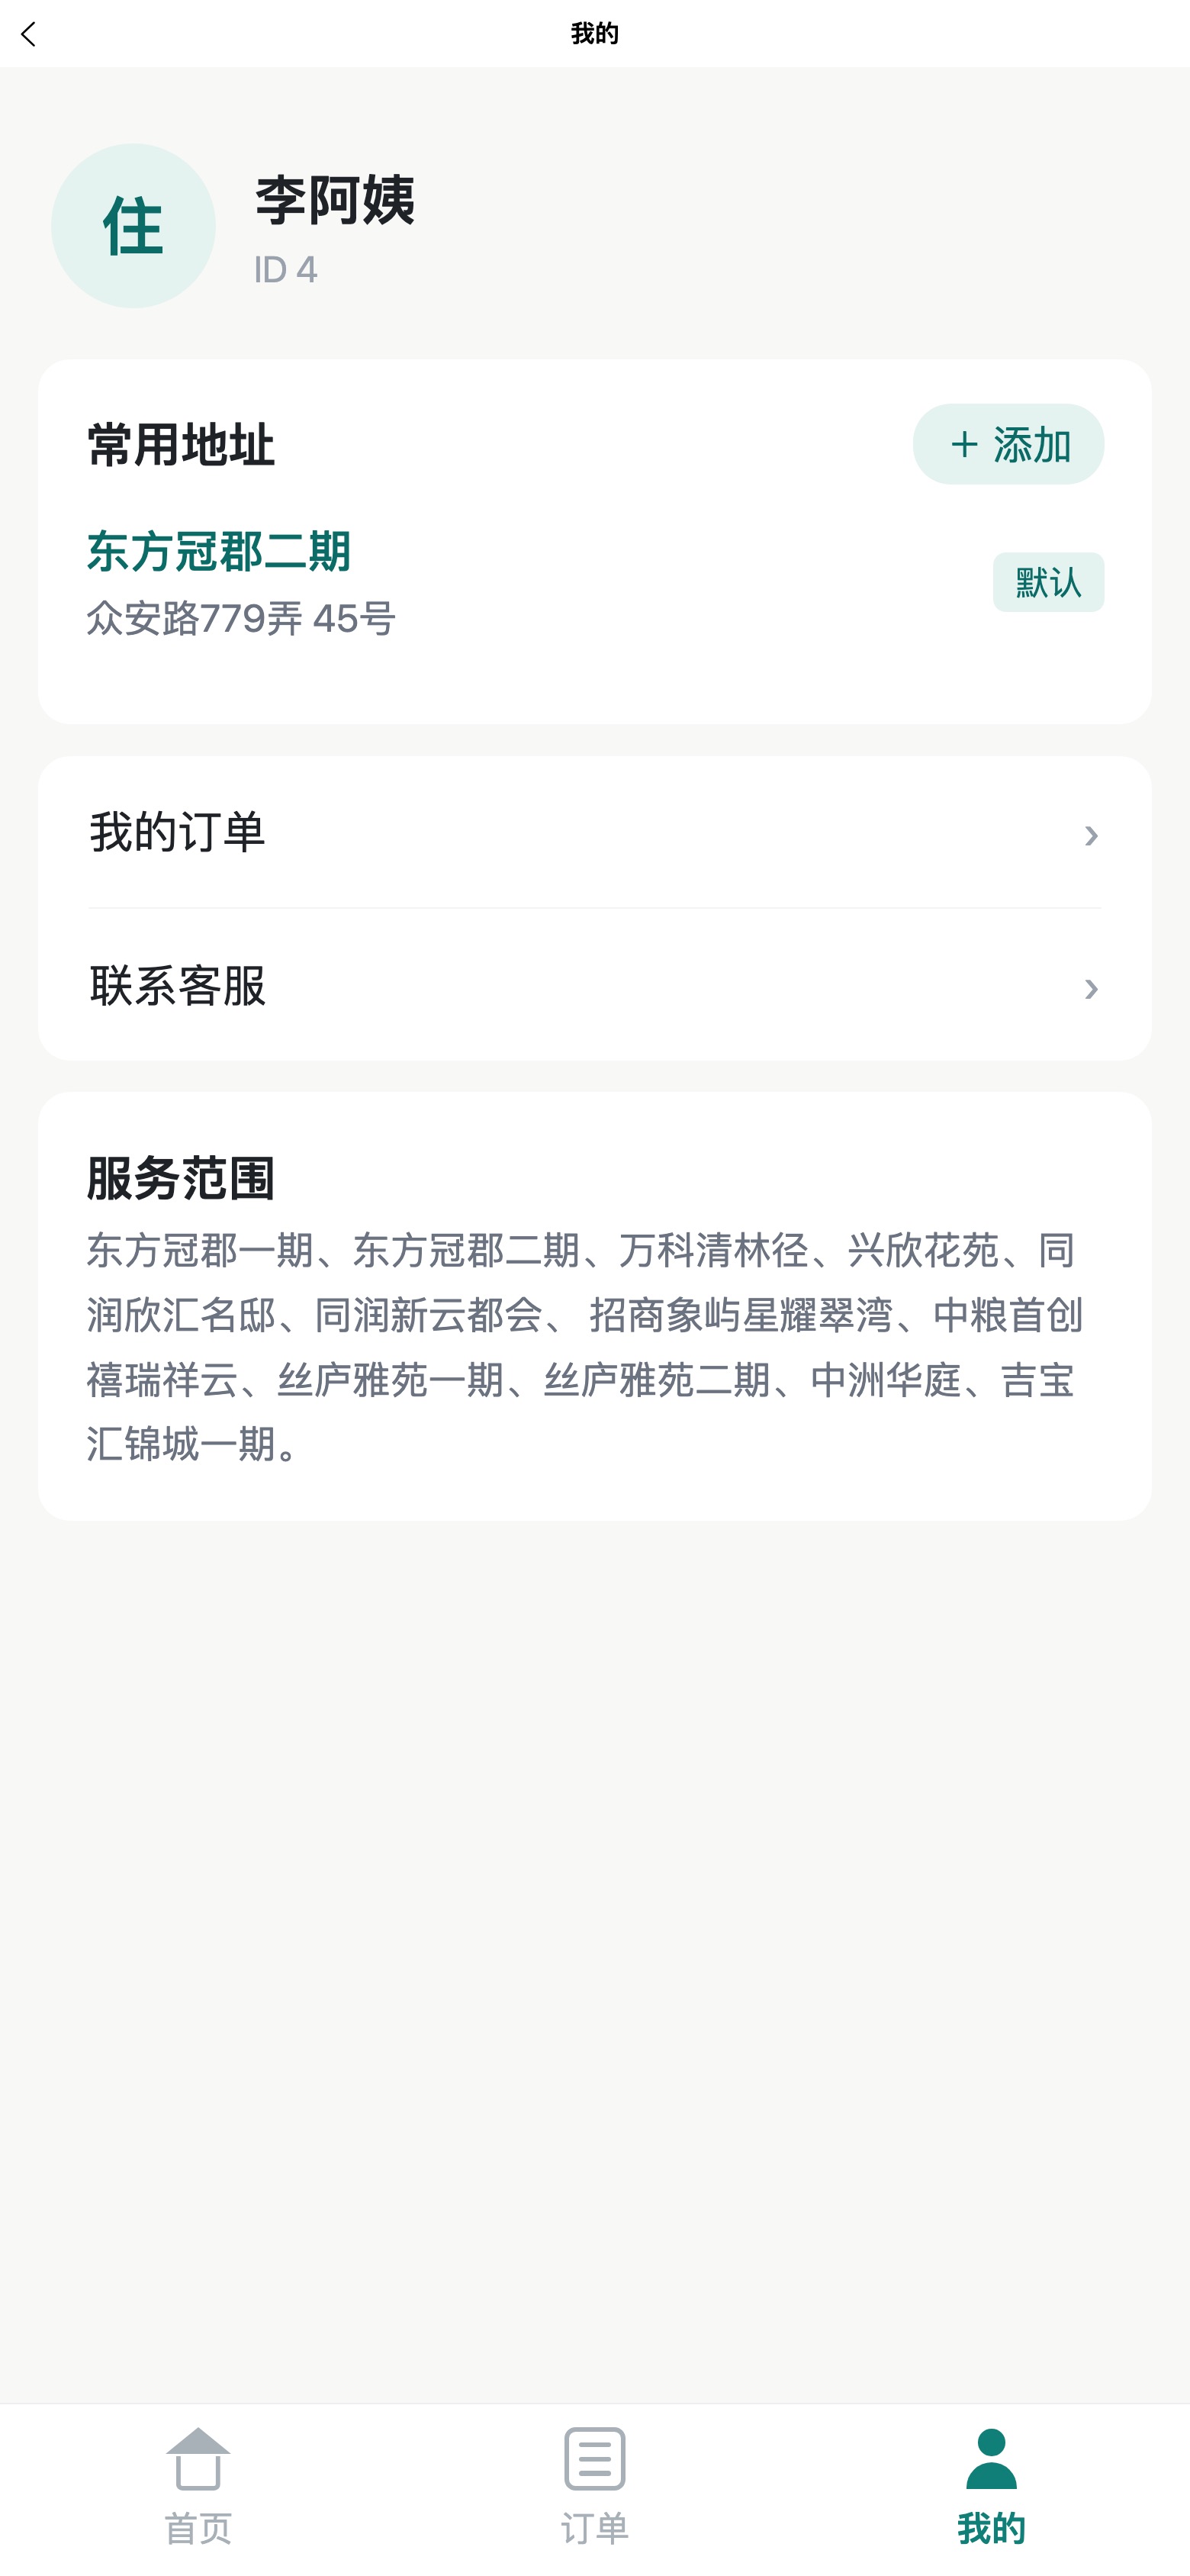 我的
住
李阿姨
ID 4
常用地址
+ 添加
东方冠郡二期
众安路779弄 45号
默认
我的订单
联系客服
服务范围
东方冠郡一期、东方冠郡二期、万科清林径、兴欣花苑、同
润欣汇名邸、同润新云都会、 招商象屿星耀翠湾、中粮首创
禧瑞祥云、丝庐雅苑一期、丝庐雅苑二期、中洲华庭、吉宝
汇锦城一期。
首页
订单
我的